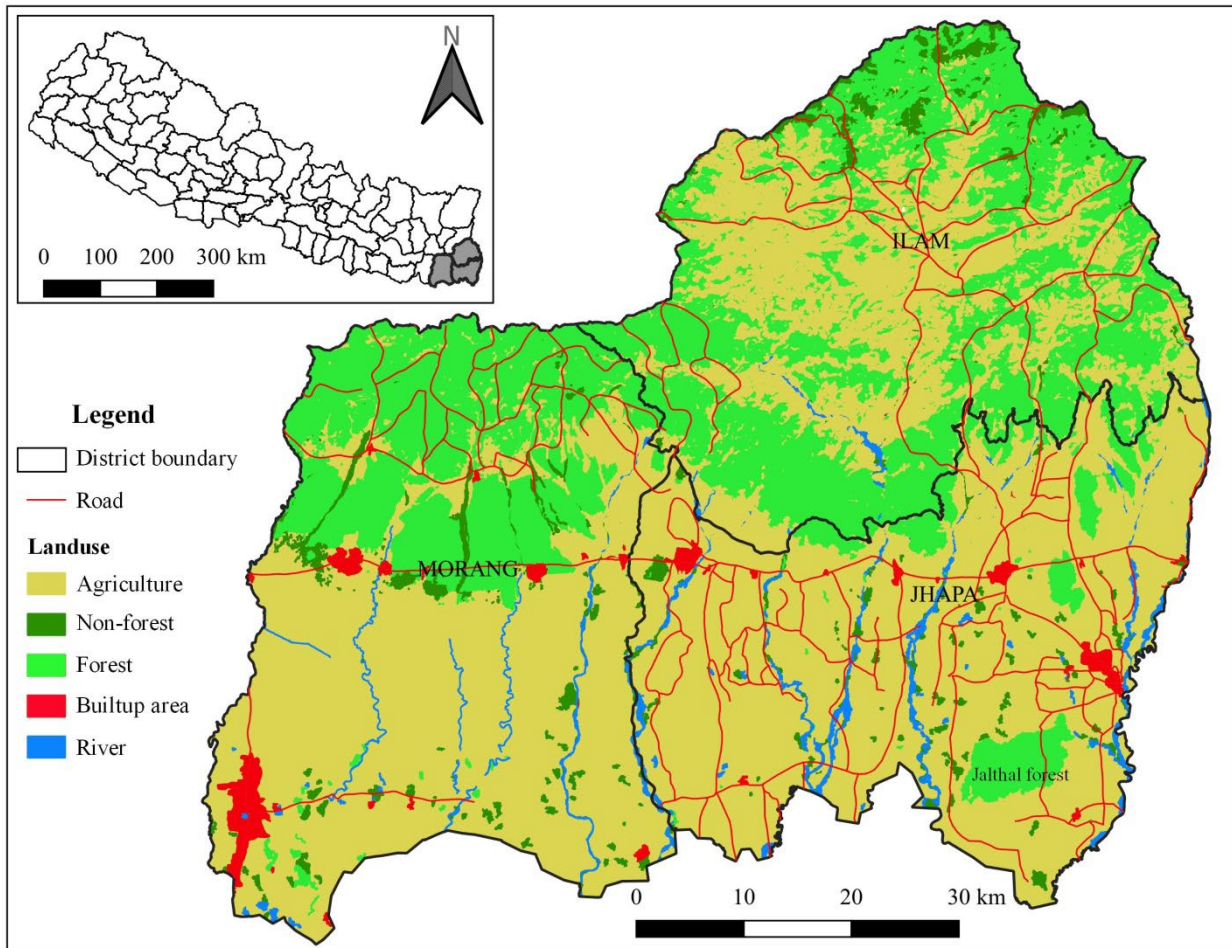 N
0 100 200 300 km
ILAM
Legend
District boundary
Road
Landuse
Agriculture
Non-forest
Forest
Builtup area
River
MORANG
JHAPA
Jalthal forest
0 10 20 30 km